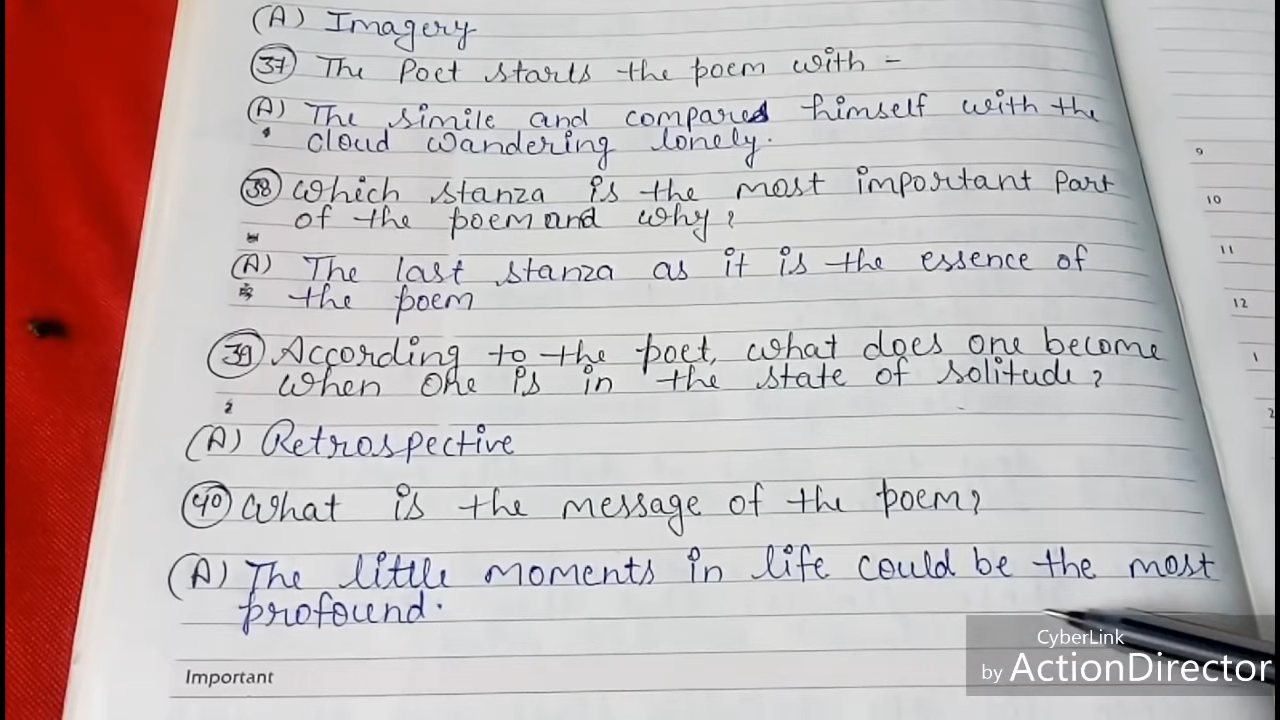 (A) Imagery
37 The Poet starts the poem with -
(A) The simile and compares himself with the
cloud wandering lonely.
38 Which stanza is the most important part
of the poem and why?
(A) The last stanza as it is the essence of
the poem
39 According to the poet, what does one become
when one is in the state of solitude?
(A) Retrospective
40 What is the message of the poem?
(A) The little moments in life could be the most
profound.
Important
9
10
11
12
1
2
CyberLink
by ActionDirector